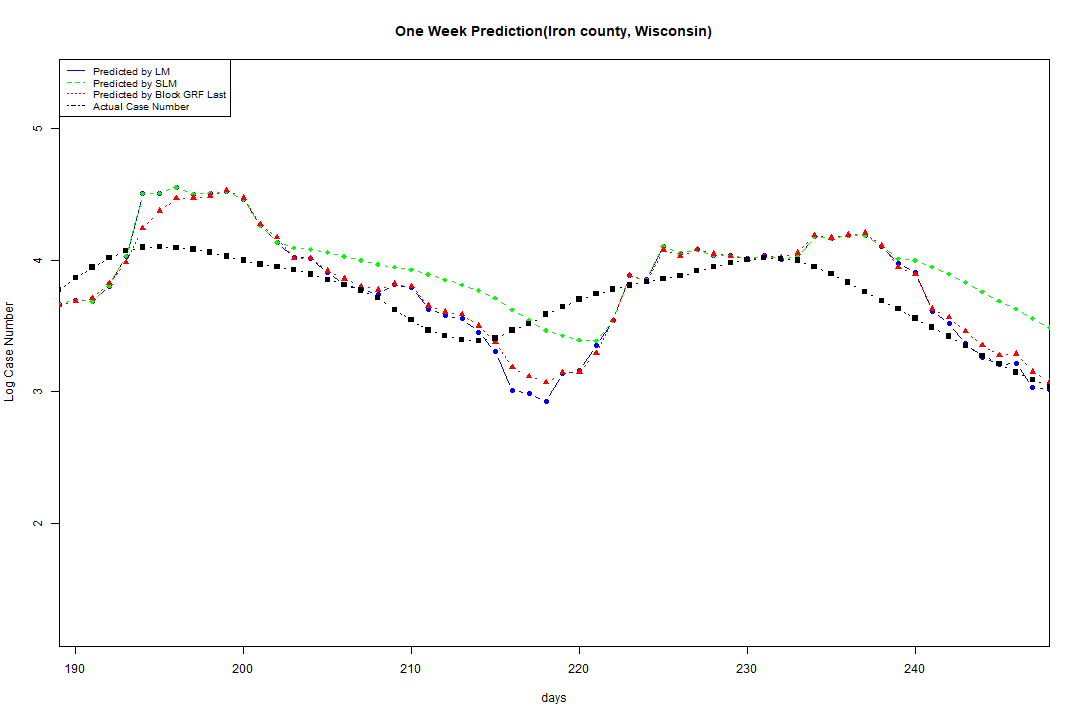 One Week Prediction(Iron county, Wisconsin)
Predicted by LM
Predicted by SLM
Predicted by Block GRF Last
Actual Case Number
5
4
3
2
Log Case Number
190 200 210 220 230 240
days